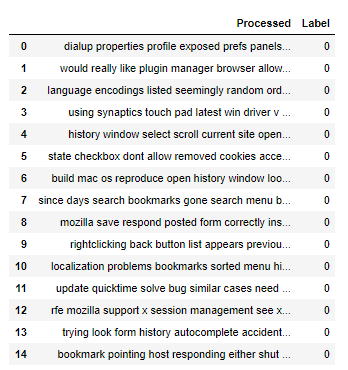 Processed Label
0 dialup properties profile exposed prefs panels... 0
1 would really like plugin manager browser allow... 0
2 language encodings listed seemingly random ord... 0
3 using synaptics touch pad latest win driver v ... 0
4 history window select scroll current site open... 0
5 state checkbox dont allow removed cookies acce... 0
6 build mac os reproduce open history window loo... 0
7 since days search bookmarks gone search menu b... 0
8 mozilla save respond posted form correctly ins... 0
9 rightclicking back button list appears previou... 0
10 localization problems bookmarks sorted menu hi... 0
11 update quicktime solve bug similar cases need ... 0
12 rfe mozilla support x session management see x... 0
13 trying look form history autocomplete accident... 0
14 bookmark pointing host responding either shut ... 0